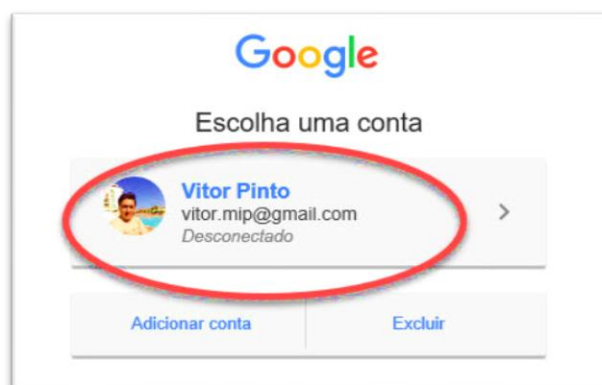 Google
Escolha uma conta
Vitor Pinto
vitor.mip@gmail.com
Desconectado
Adicionar conta
Excluir